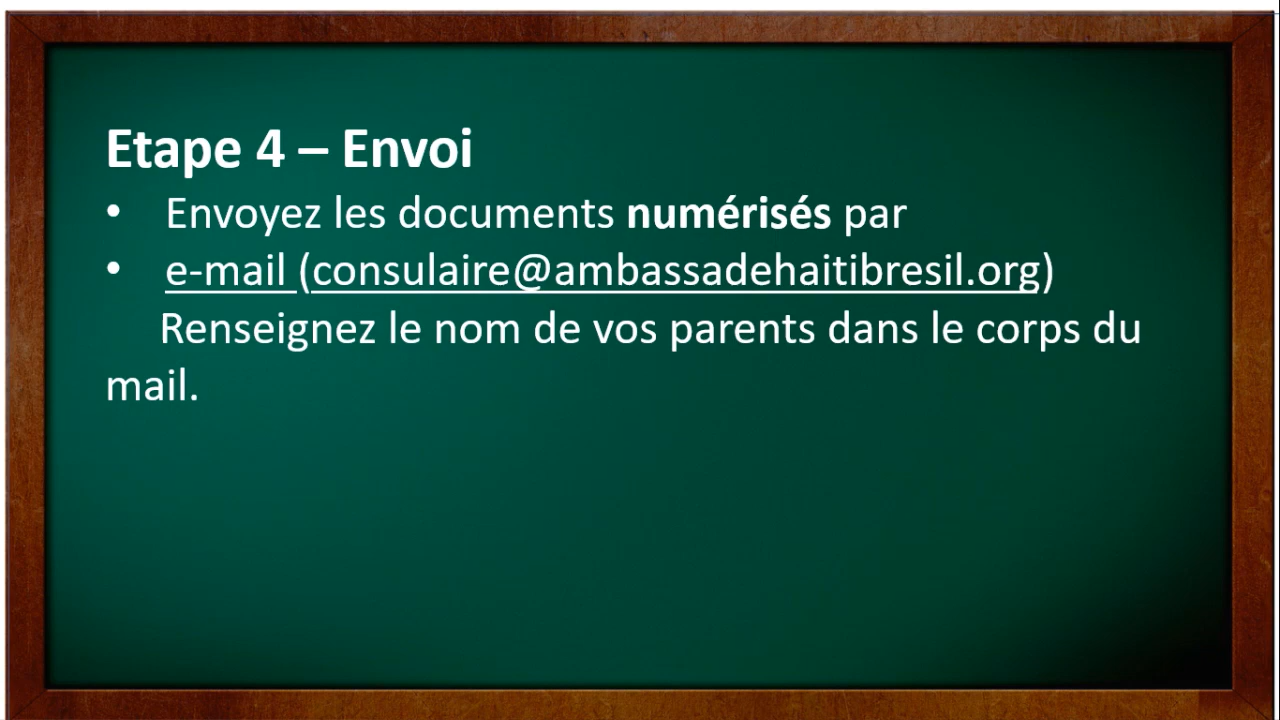 Etape 4 – Envoi
• Envoyez les documents numérisés par
• e-mail (consulaire@ambassadehaitibresil.org)
Renseignez le nom de vos parents dans le corps du
mail.